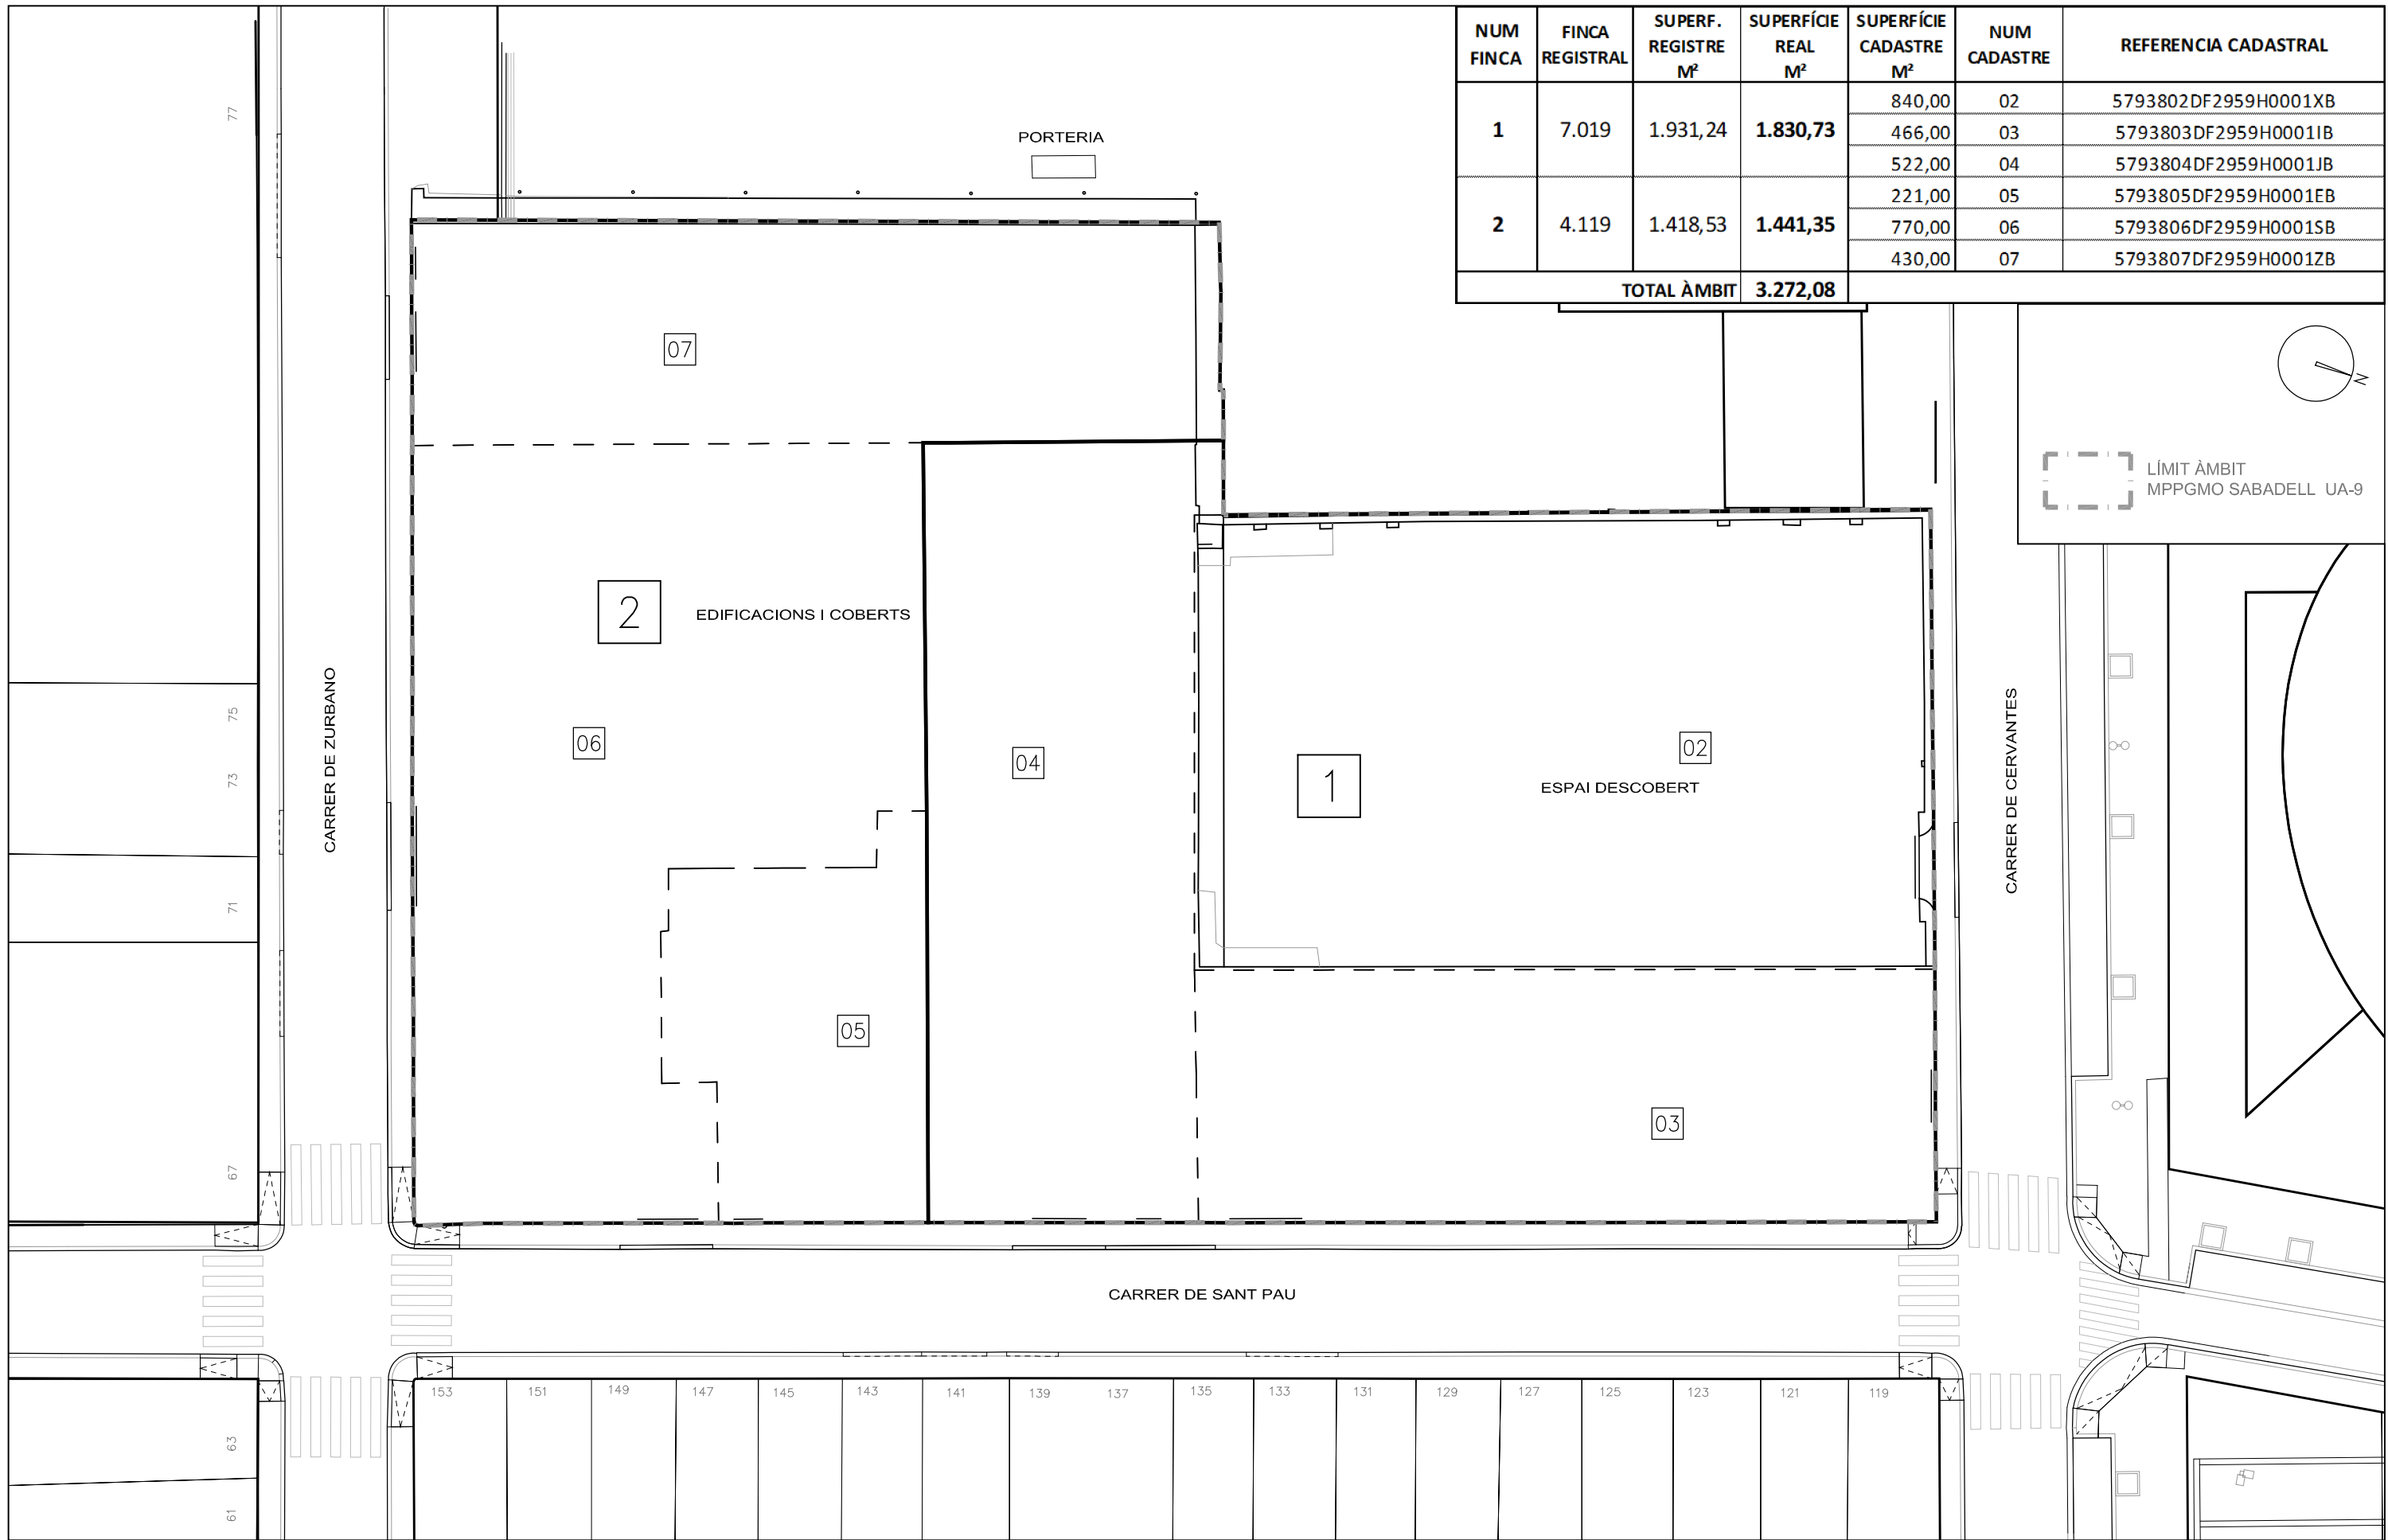 NUM FINCA	FINCA REGISTRAL	SUPERF. REGISTRE M²	SUPERFÍCIE REAL M²	SUPERFÍCIE CADASTRE M²	NUM CADASTRE	REFERENCIA CADASTRAL
1	7.019	1.931,24	1.830,73	840,00	02	5793802DF2959H0001XB
466,00	03	5793803DF2959H0001IB
522,00	04	5793804DF2959H0001JB
2	4.119	1.418,53	1.441,35	221,00	05	5793805DF2959H0001EB
770,00	06	5793806DF2959H0001SB
430,00	07	5793807DF2959H0001ZB
TOTAL ÀMBIT	3.272,08
N
LÍMIT ÀMBIT
MPPGMO SABADELL UA-9
PORTERIA
77
07
2
EDIFICACIONS I COBERTS
06
04
1
02
ESPAI DESCOBERT
05
03
CARRER DE ZURBANO
CARRER DE CERVANTES
75
73
71
67
CARRER DE SANT PAU
153 151 149 147 145 143 141 139 137 135 133 131 129 127 125 123 121 119
63
61